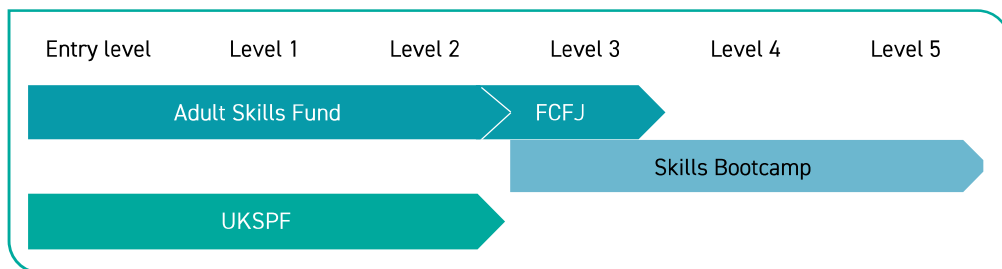 Entry level Level 1 Level 2 Level 3 Level 4 Level 5
Adult Skills Fund FCFJ
Skills Bootcamp
UKSPF